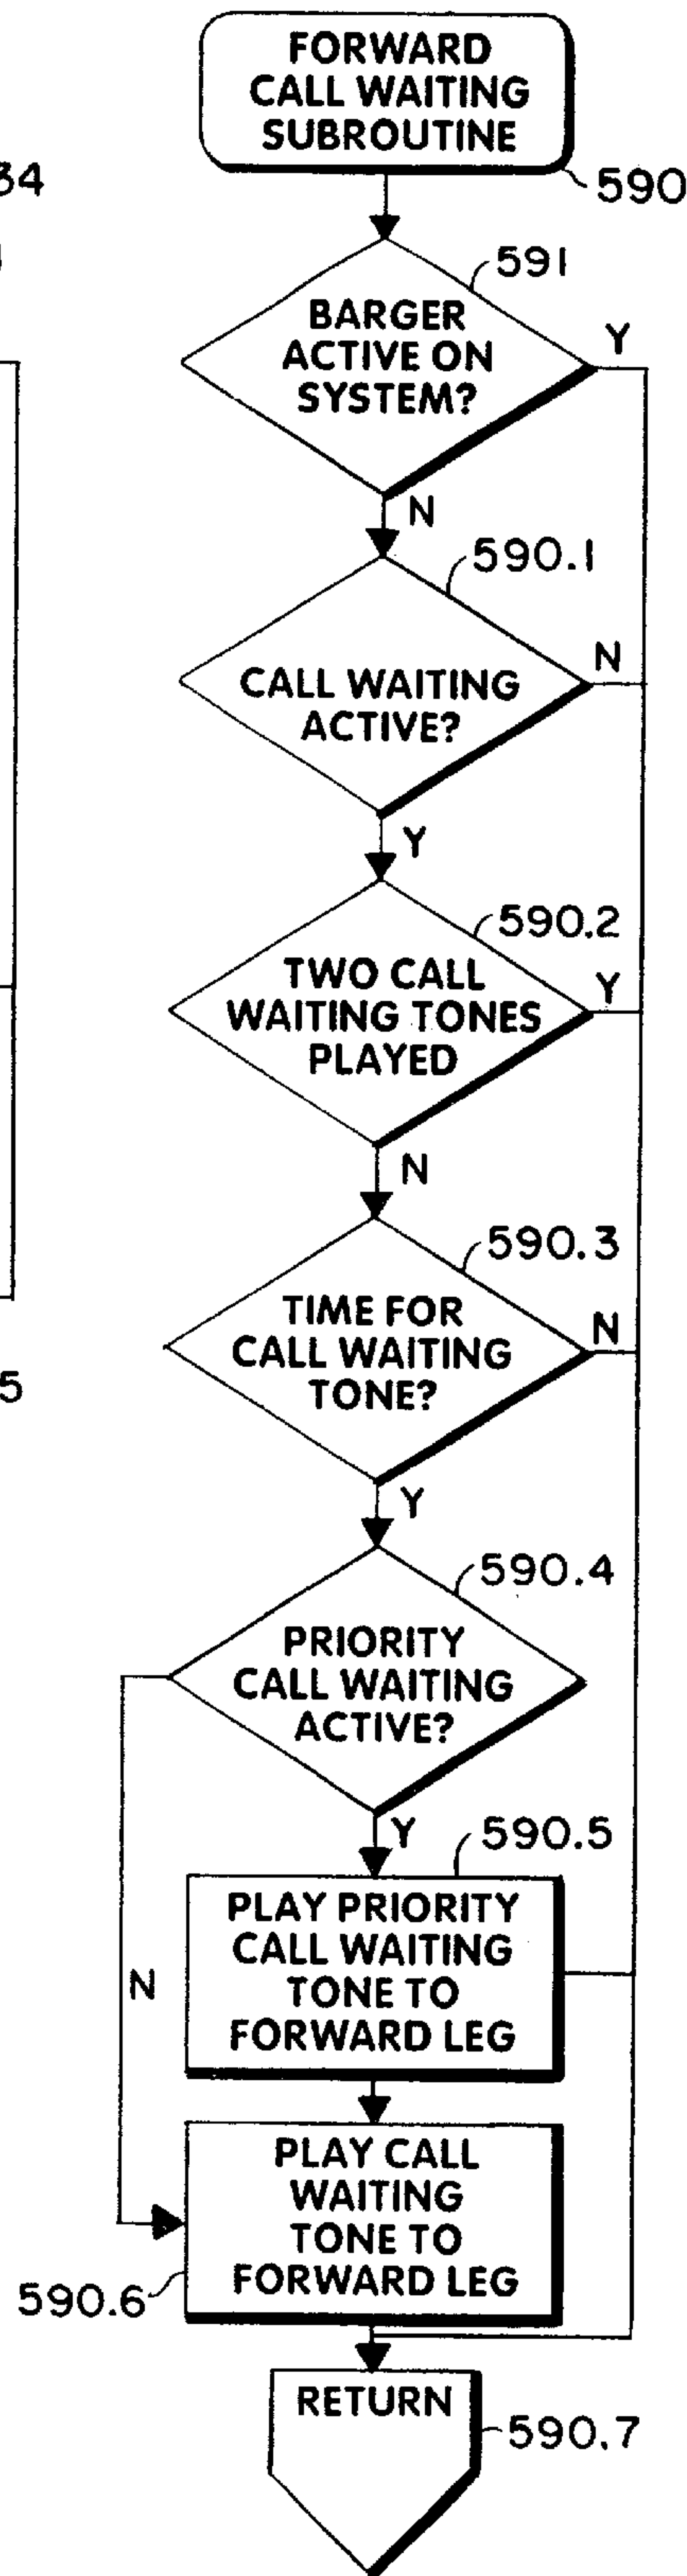 FORWARD
CALL WAITING
SUBROUTINE
34
590
591
BARGER
ACTIVE ON
SYSTEM?
Y
N
590.1
CALL WAITING
ACTIVE?
N
Y
590.2
TWO CALL
WAITING TONES
PLAYED
Y
N
590.3
TIME FOR
CALL WAITING
TONE?
N
5
Y
590.4
PRIORITY
CALL WAITING
ACTIVE?
Y
590.5
PLAY PRIORITY
CALL WAITING
TONE TO
FORWARD LEG
N
PLAY CALL
WAITING
TONE TO
FORWARD LEG
590.6
RETURN
590.7